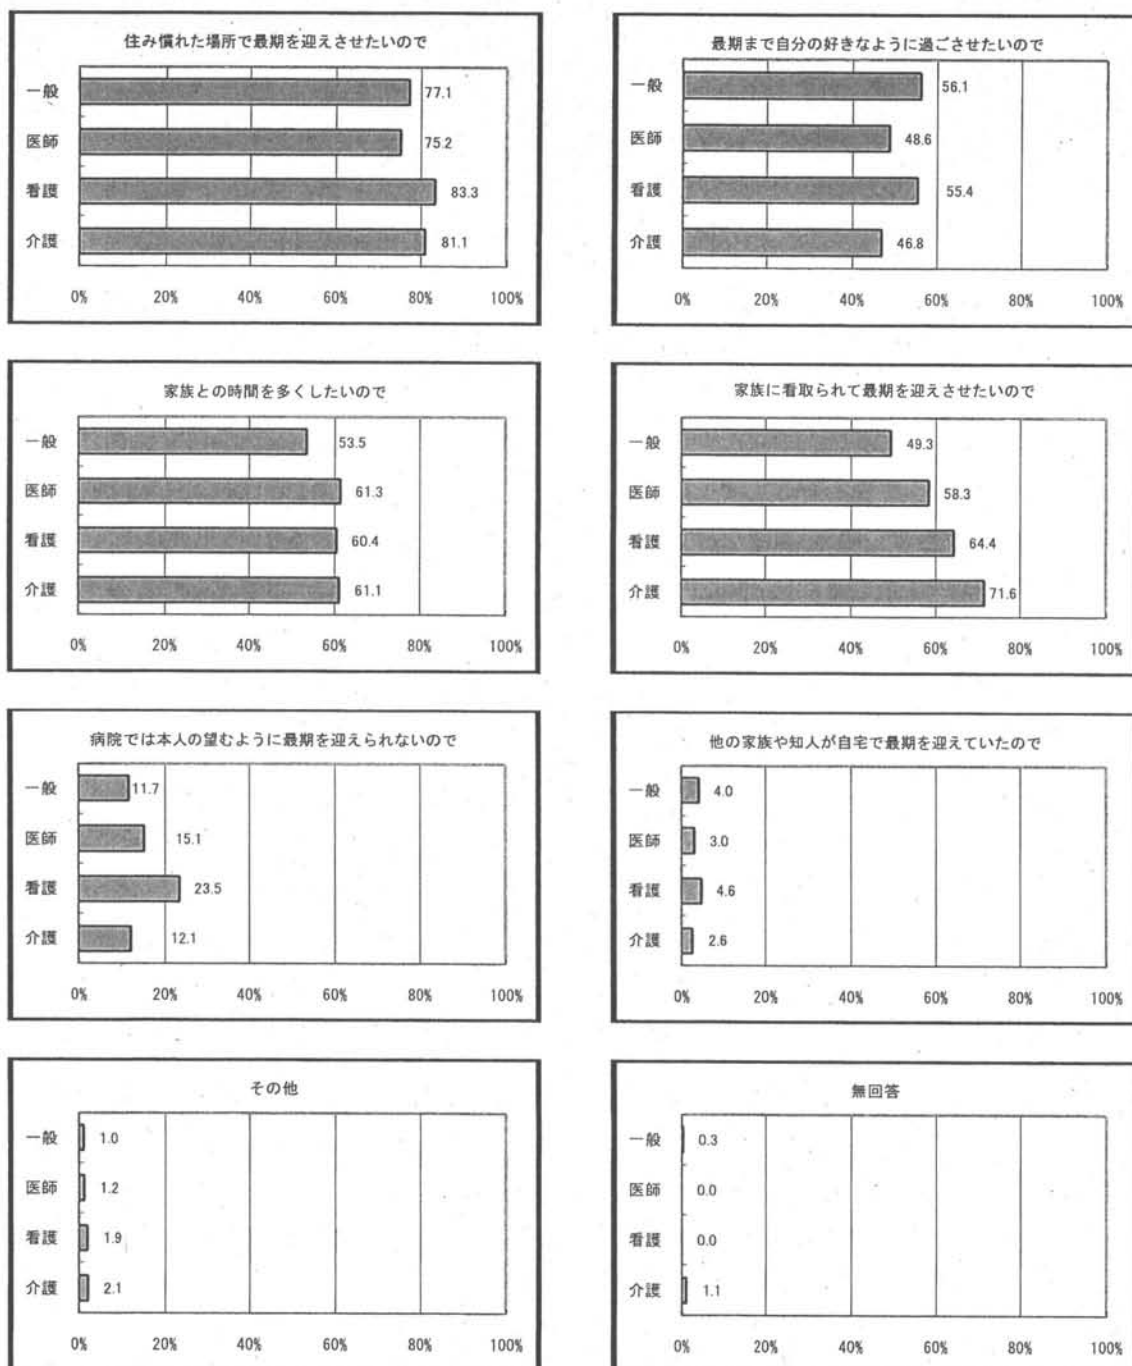 住み慣れた場所で最期を迎えさせたいので
一般 77.1
医師 75.2
看護 83.3
介護 81.1
0% 20% 40% 60% 80% 100%
最期まで自分の好きなように過ごさせたいので
一般 56.1
医師 48.6
看護 55.4
介護 46.8
0% 20% 40% 60% 80% 100%
家族との時間を多くしたいので
一般 53.5
医師 61.3
看護 60.4
介護 61.1
0% 20% 40% 60% 80% 100%
家族に看取られて最期を迎えさせたいので
一般 49.3
医師 58.3
看護 64.4
介護 71.6
0% 20% 40% 60% 80% 100%
病院では本人の望むように最期を迎えられないので
一般 11.7
医師 15.1
看護 23.5
介護 12.1
0% 20% 40% 60% 80% 100%
他の家族や知人が自宅で最期を迎えていたので
一般 4.0
医師 3.0
看護 4.6
介護 2.6
0% 20% 40% 60% 80% 100%
その他
一般 1.0
医師 1.2
看護 1.9
介護 2.1
0% 20% 40% 60% 80% 100%
無回答
一般 0.3
医師 0.0
看護 0.0
介護 1.1
0% 20% 40% 60% 80% 100%